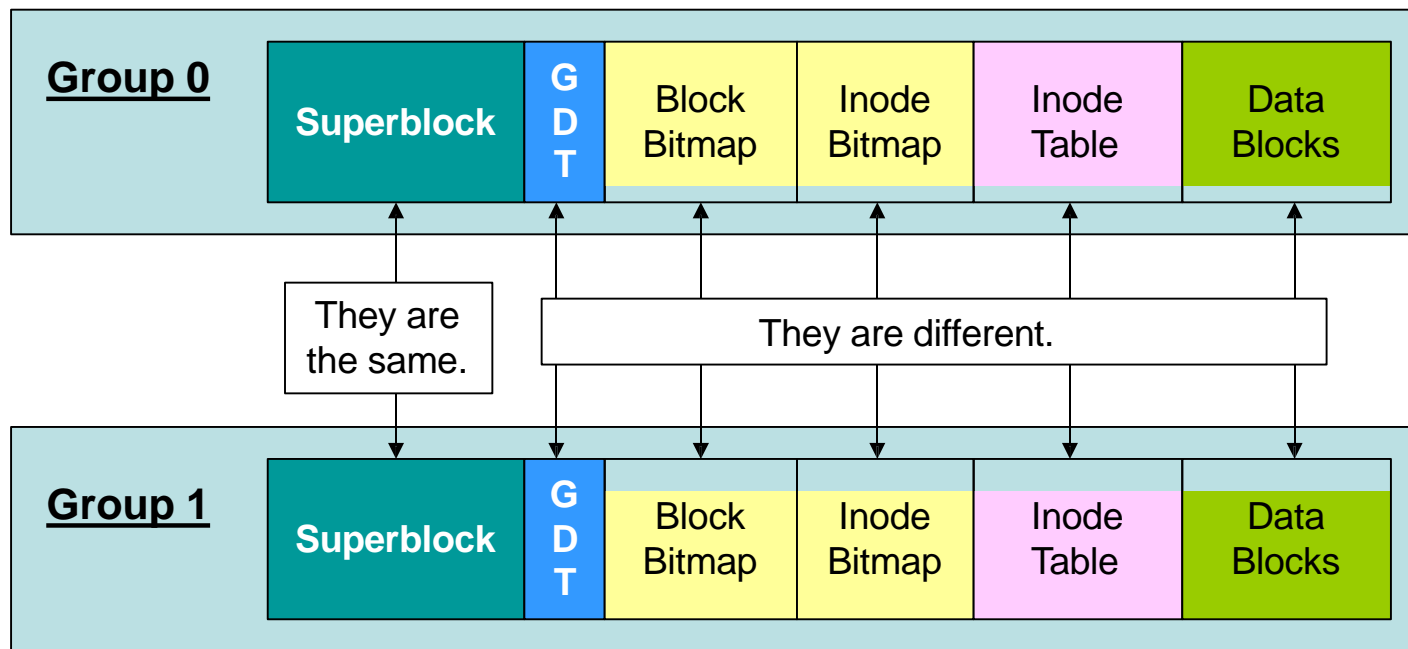 Group 0
Superblock
G
D
T
Block
Bitmap
Inode
Bitmap
Inode
Table
Data
Blocks
They are
the same.
They are different.
Group 1
Superblock
G
D
T
Block
Bitmap
Inode
Bitmap
Inode
Table
Data
Blocks